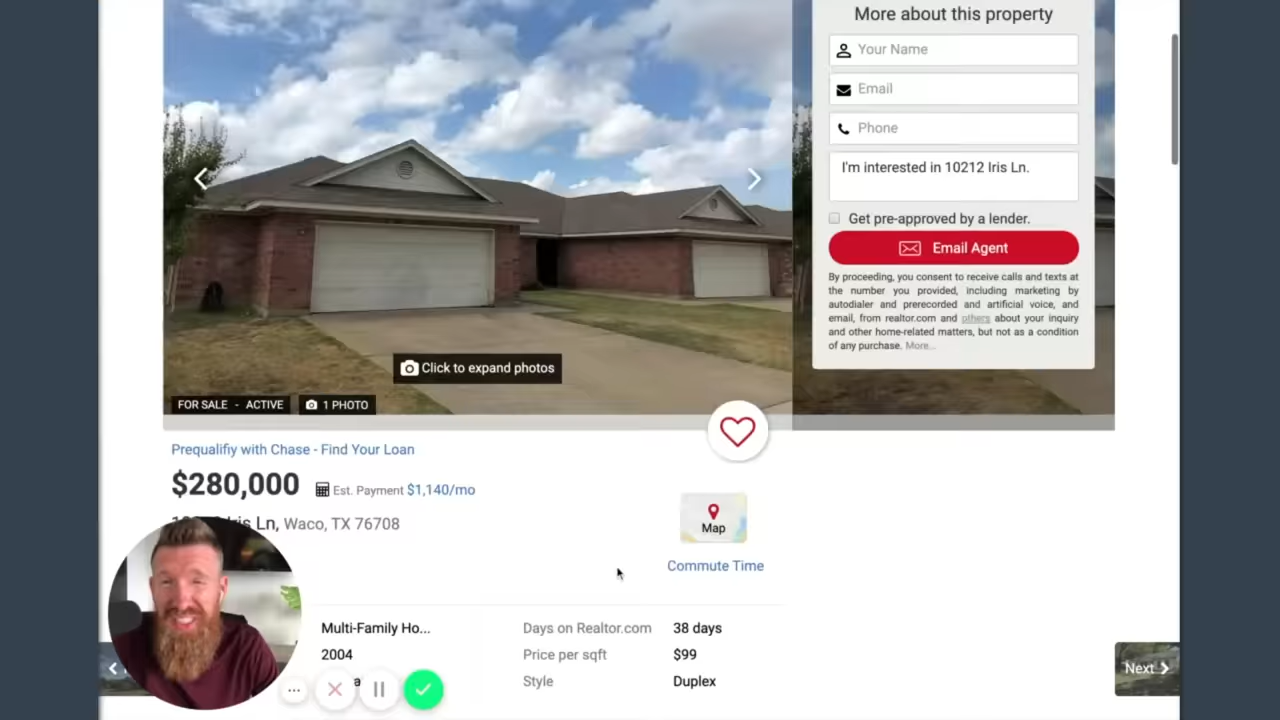 More about this property
Your Name
Email
Phone
I'm interested in 10212 Iris Ln.
Get pre-approved by a lender.
Email Agent
By proceeding, you consent to receive calls and texts at
the number you provided, including marketing by
autodialer and prerecorded and artificial voice, and
email, from realtor.com and others about your inquiry
and other home-related matters, but not as a condition
of any purchase. More...
Click to expand photos
FOR SALE - ACTIVE
1 PHOTO
Prequalifiy with Chase - Find Your Loan
$280,000
Est. Payment $1,140/mo
Iris Ln, Waco, TX 76708
Map
Commute Time
Multi-Family Ho...
Days on Realtor.com 38 days
2004
Price per sqft $99
Style Duplex
Next